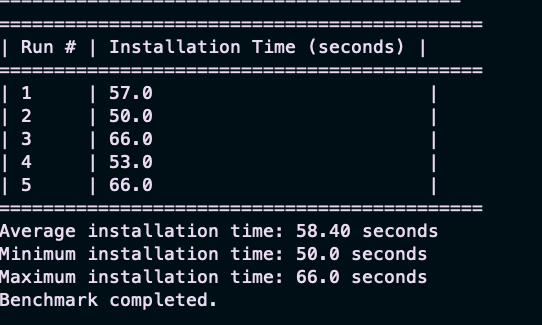 ==========================================
============================================
| Run # | Installation Time (seconds) |
============================================
| 1     | 57.0                         |
| 2     | 50.0                         |
| 3     | 66.0                         |
| 4     | 53.0                         |
| 5     | 66.0                         |
============================================
Average installation time: 58.40 seconds
Minimum installation time: 50.0 seconds
Maximum installation time: 66.0 seconds
Benchmark completed.